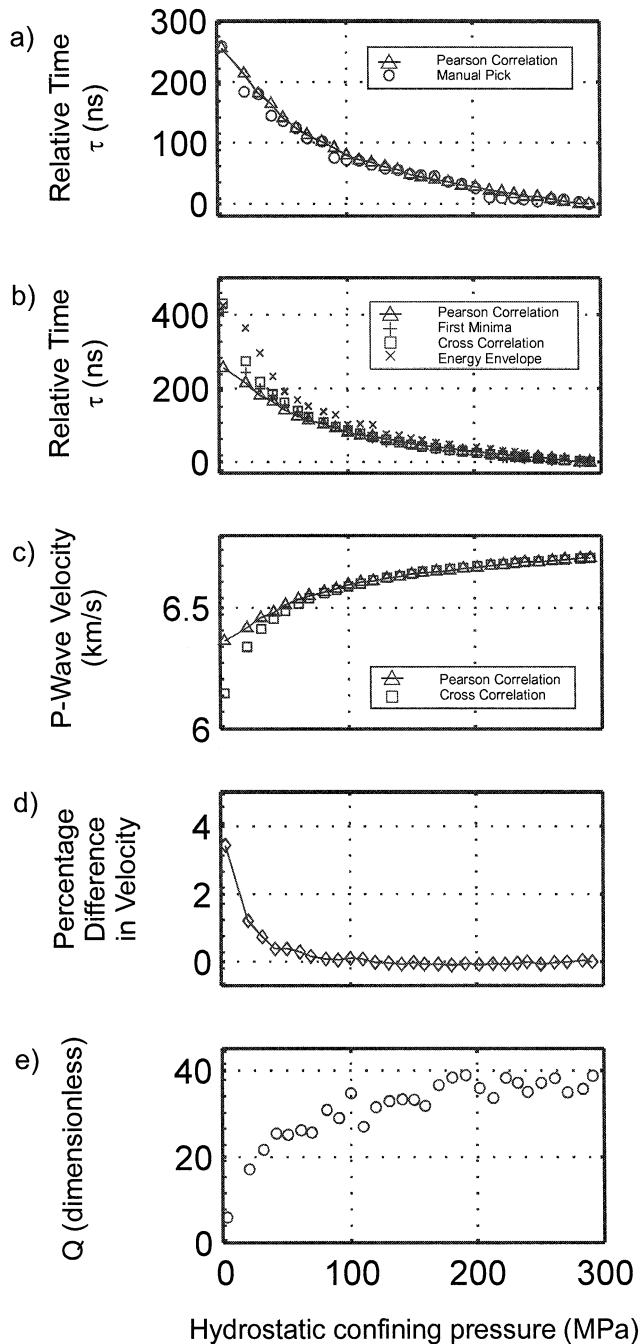 a)
300
200
100
0
Relative Time
τ (ns)
Pearson Correlation
Manual Pick
b)
400
200
0
Relative Time
τ (ns)
Pearson Correlation
First Minima
Cross Correlation
Energy Envelope
c)
6.5
6
P-Wave Velocity
(km/s)
Pearson Correlation
Cross Correlation
d)
4
2
0
Percentage
Difference
in Velocity
e)
40
20
0
Q (dimensionless)
0 100 200 300
Hydrostatic confining pressure (MPa)